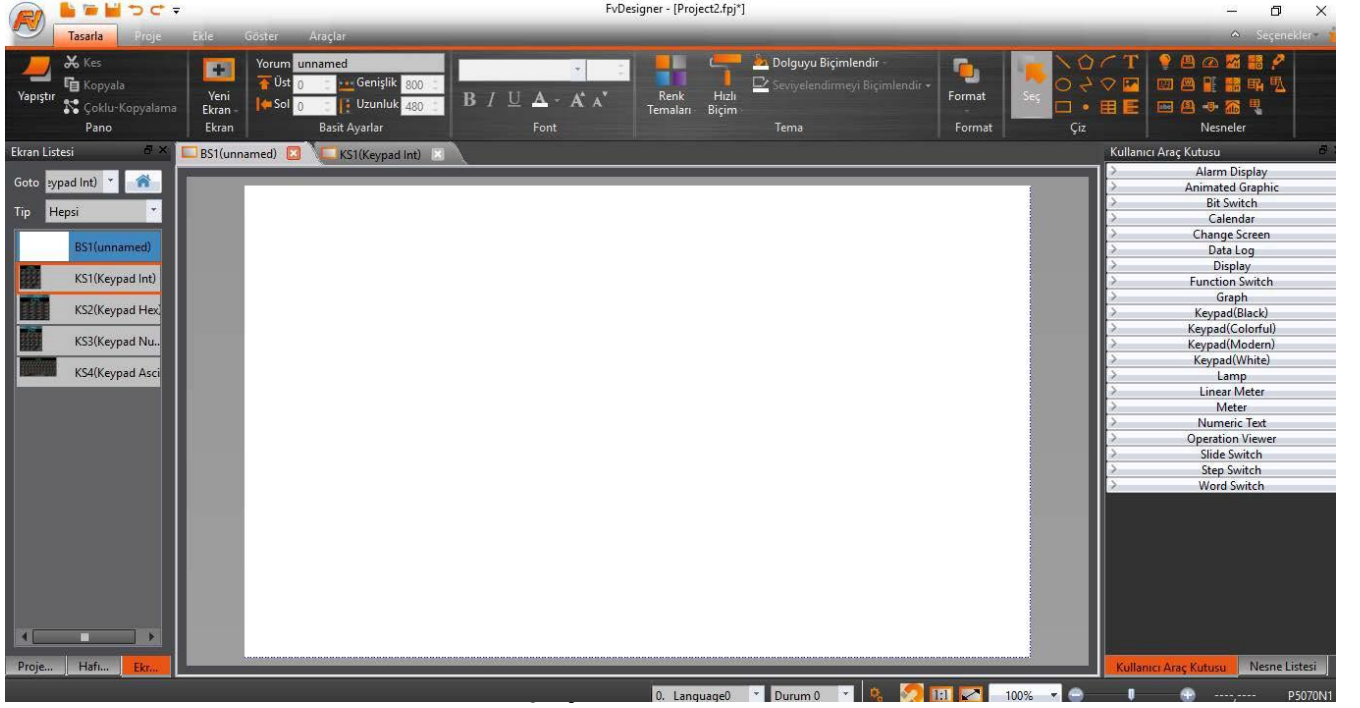 FvDesigner - [Project2.fpj*]
Tasarla Proje Ekle Göster Araçlar Seçenekler
Yapıştır
Kes
Kopyala
Çoklu-Kopyalama
Pano
Yeni
Ekran
Ekran
Yorum unnamed
Üst 0 Genişlik 800
Sol 0 Uzunluk 480
Basit Ayarlar
B I U A A A
Font
Renk
Temaları
Hızlı
Biçim
Dolguyu Biçimlendir
Seviyelendirmeyi Biçimlendir
Tema
Format
Format
Seç
Çiz
Nesneler
Ekran Listesi
Goto eypad Int)
Tip Hepsi
BS1(unnamed)
KS1(Keypad Int)
KS2(Keypad Hex)
KS3(Keypad Nu..
KS4(Keypad Asci
Proje... Hafı... Ekr...
BS1(unnamed) KS1(Keypad Int)
Kullanıcı Araç Kutusu
Alarm Display
Animated Graphic
Bit Switch
Calendar
Change Screen
Data Log
Display
Function Switch
Graph
Keypad(Black)
Keypad(Colorful)
Keypad(Modern)
Keypad(White)
Lamp
Linear Meter
Meter
Numeric Text
Operation Viewer
Slide Switch
Step Switch
Word Switch
Kullanıcı Araç Kutusu Nesne Listesi
0. Language0 Durum 0 1:1 100% ----,---- P5070N1